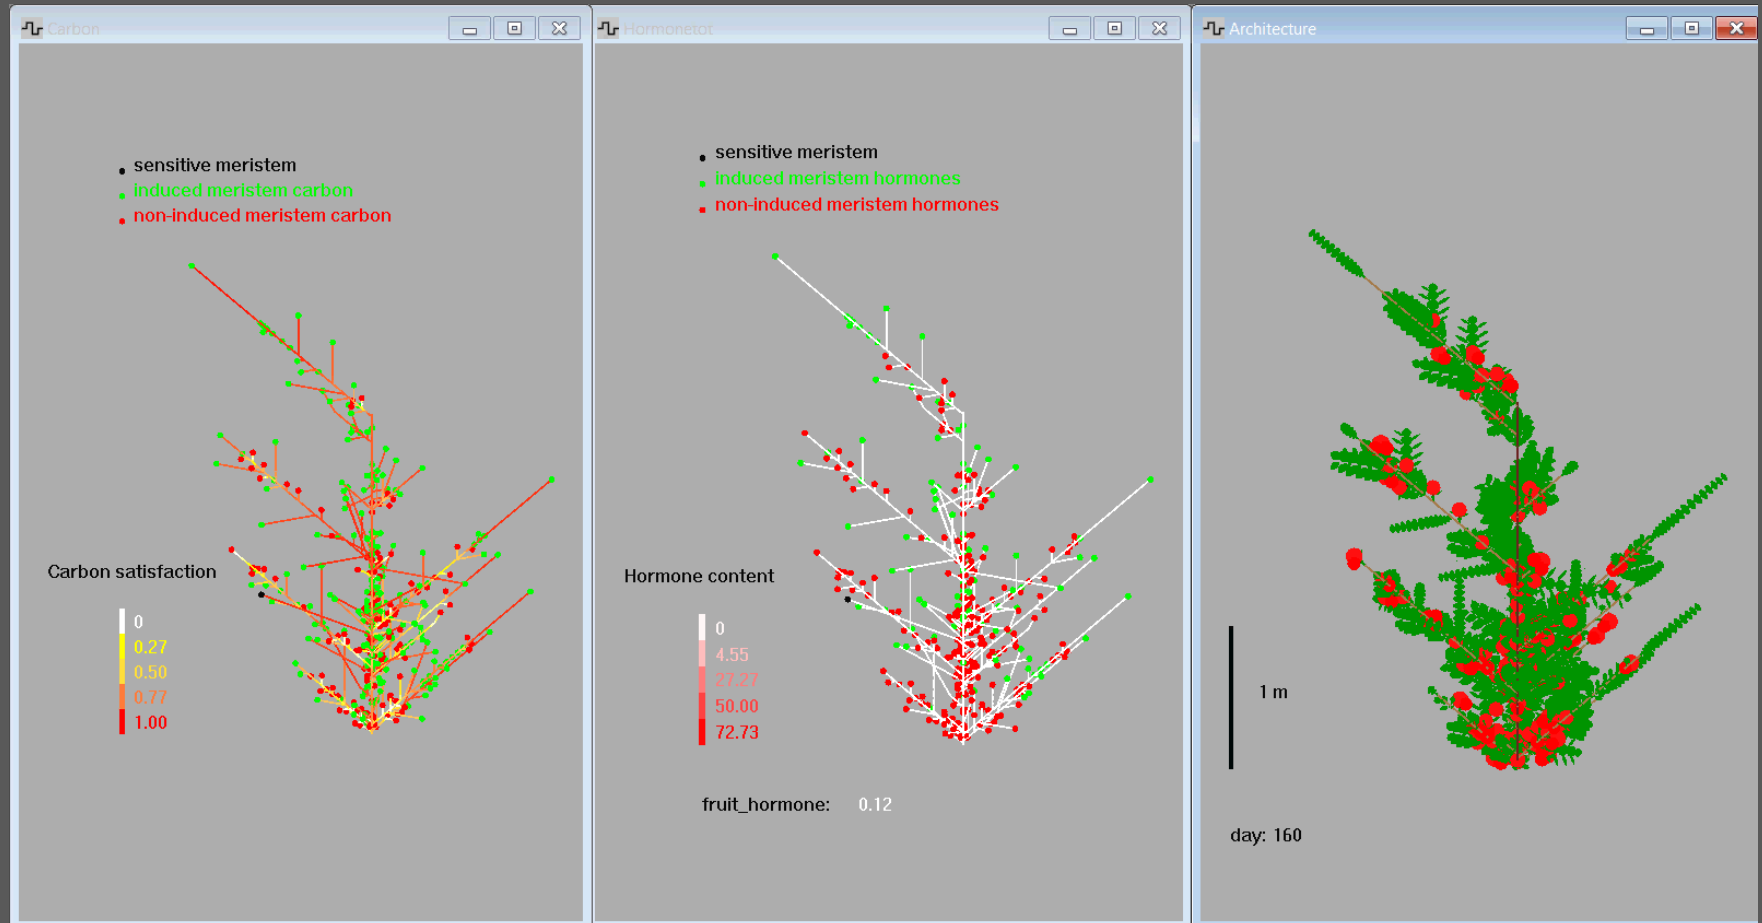 Carbon
sensitive meristem
induced meristem carbon
non-induced meristem carbon
Carbon satisfaction
0
0.27
0.50
0.77
1.00
Hormonetot
sensitive meristem
induced meristem hormones
non-induced meristem hormones
Hormone content
0
4.55
27.27
50.00
72.73
fruit_hormone: 0.12
Architecture
1 m
day: 160